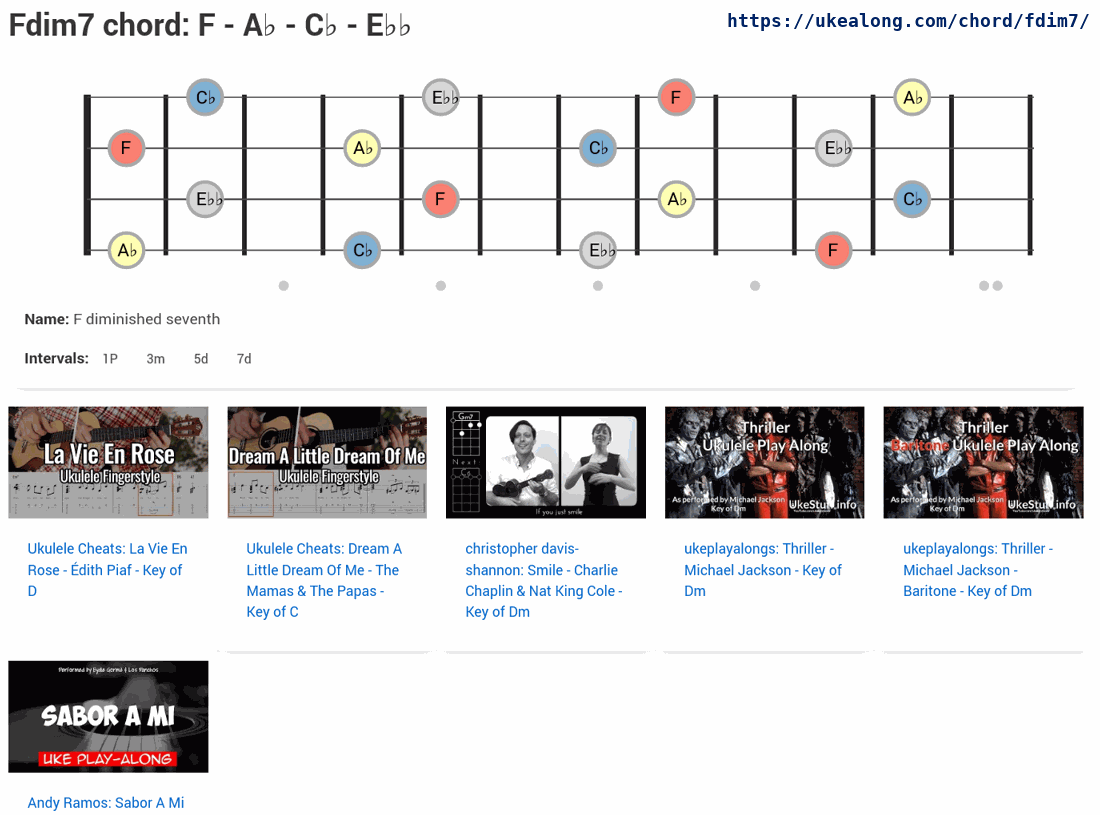 Fdim7 chord: F - A♭ - C♭ - E♭♭
https://ukealong.com/chord/fdim7/
C♭ E♭♭ F A♭
F A♭ C♭ E♭♭
E♭♭ F A♭ C♭
A♭ C♭ E♭♭ F
Name: F diminished seventh
Intervals: 1P 3m 5d 7d
La Vie En Rose
Ukulele Fingerstyle
Dream A Little Dream Of Me
Ukulele Fingerstyle
Gm7
Next
If you just smile
Thriller
Ukulele Play Along
As performed by Michael Jackson
Key of Dm
UkeStuff.info
Thriller
Baritone Ukulele Play Along
As performed by Michael Jackson
Key of Dm
UkeStuff.info
Ukulele Cheats: La Vie En
Rose - Édith Piaf - Key of
D
Ukulele Cheats: Dream A
Little Dream Of Me - The
Mamas & The Papas -
Key of C
christopher davis-
shannon: Smile - Charlie
Chaplin & Nat King Cole -
Key of Dm
ukeplayalongs: Thriller -
Michael Jackson - Key of
Dm
ukeplayalongs: Thriller -
Michael Jackson -
Baritone - Key of Dm
Performed by Eydie Gormé & Los Panchos
SABOR A MI
UKE PLAY-ALONG
Andy Ramos: Sabor A Mi